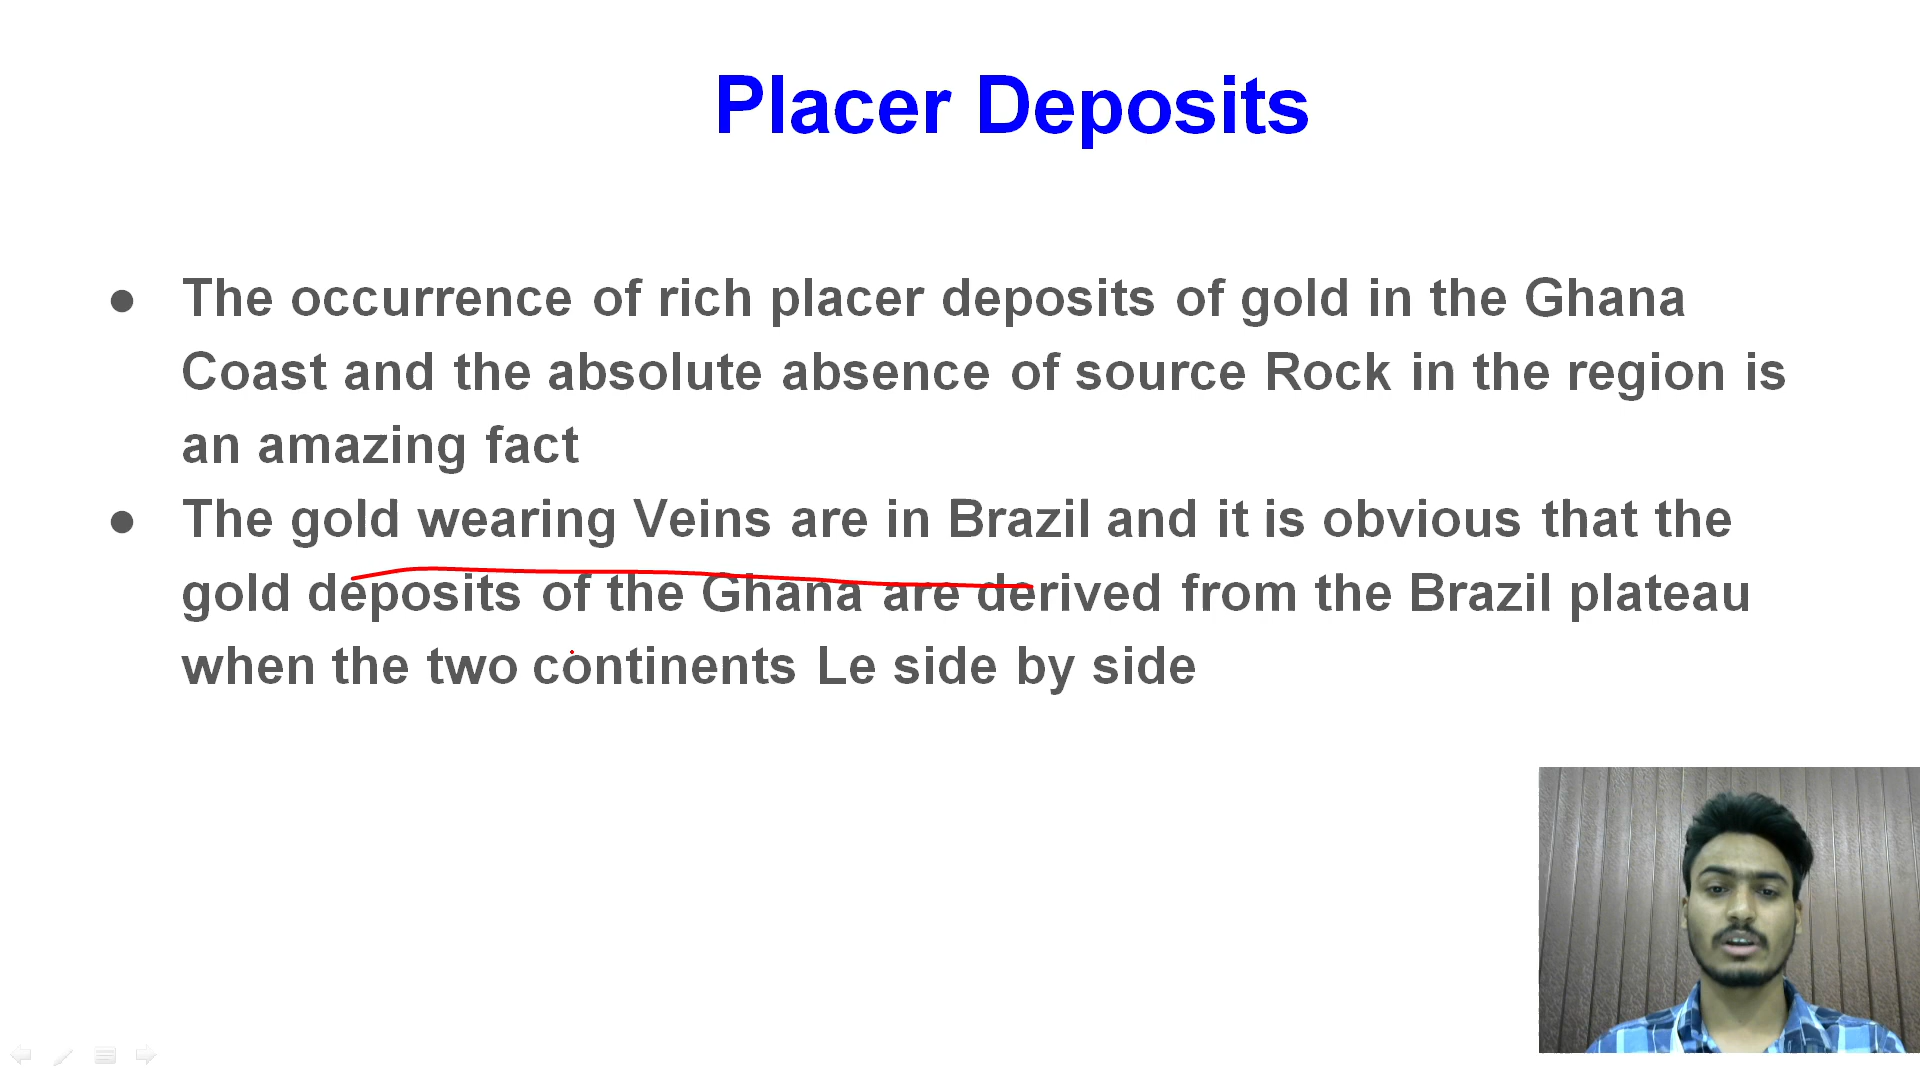 Placer Deposits
● The occurrence of rich placer deposits of gold in the Ghana
Coast and the absolute absence of source Rock in the region is
an amazing fact
● The gold wearing Veins are in Brazil and it is obvious that the
gold deposits of the Ghana are derived from the Brazil plateau
when the two continents Le side by side